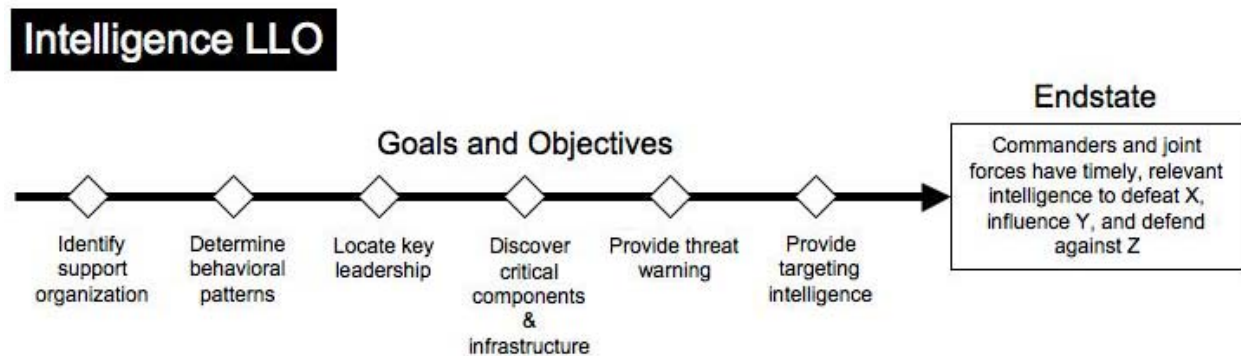 Intelligence LLO
Endstate
Goals and Objectives
Commanders and joint
forces have timely, relevant
intelligence to defeat X,
influence Y, and defend
against Z
Identify
support
organization
Determine
behavioral
patterns
Locate key
leadership
Discover
critical
components
&
infrastructure
Provide threat
warning
Provide
targeting
intelligence